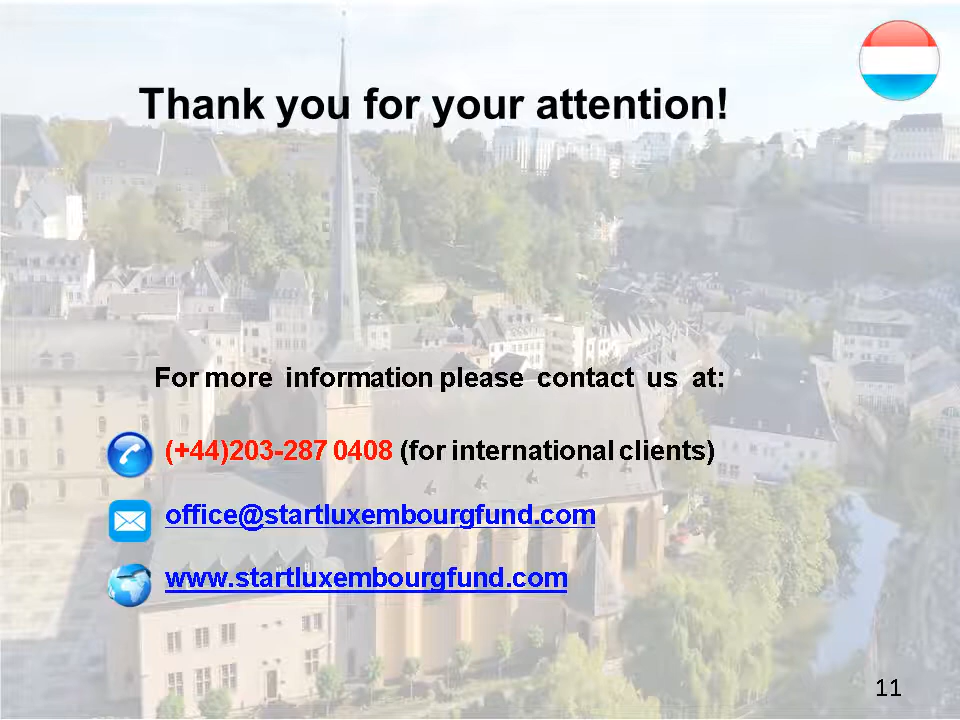 Thank you for your attention!
For more information please contact us at:
(+44)203-287 0408 (for international clients)
office@startluxembourgfund.com
www.startluxembourgfund.com
11